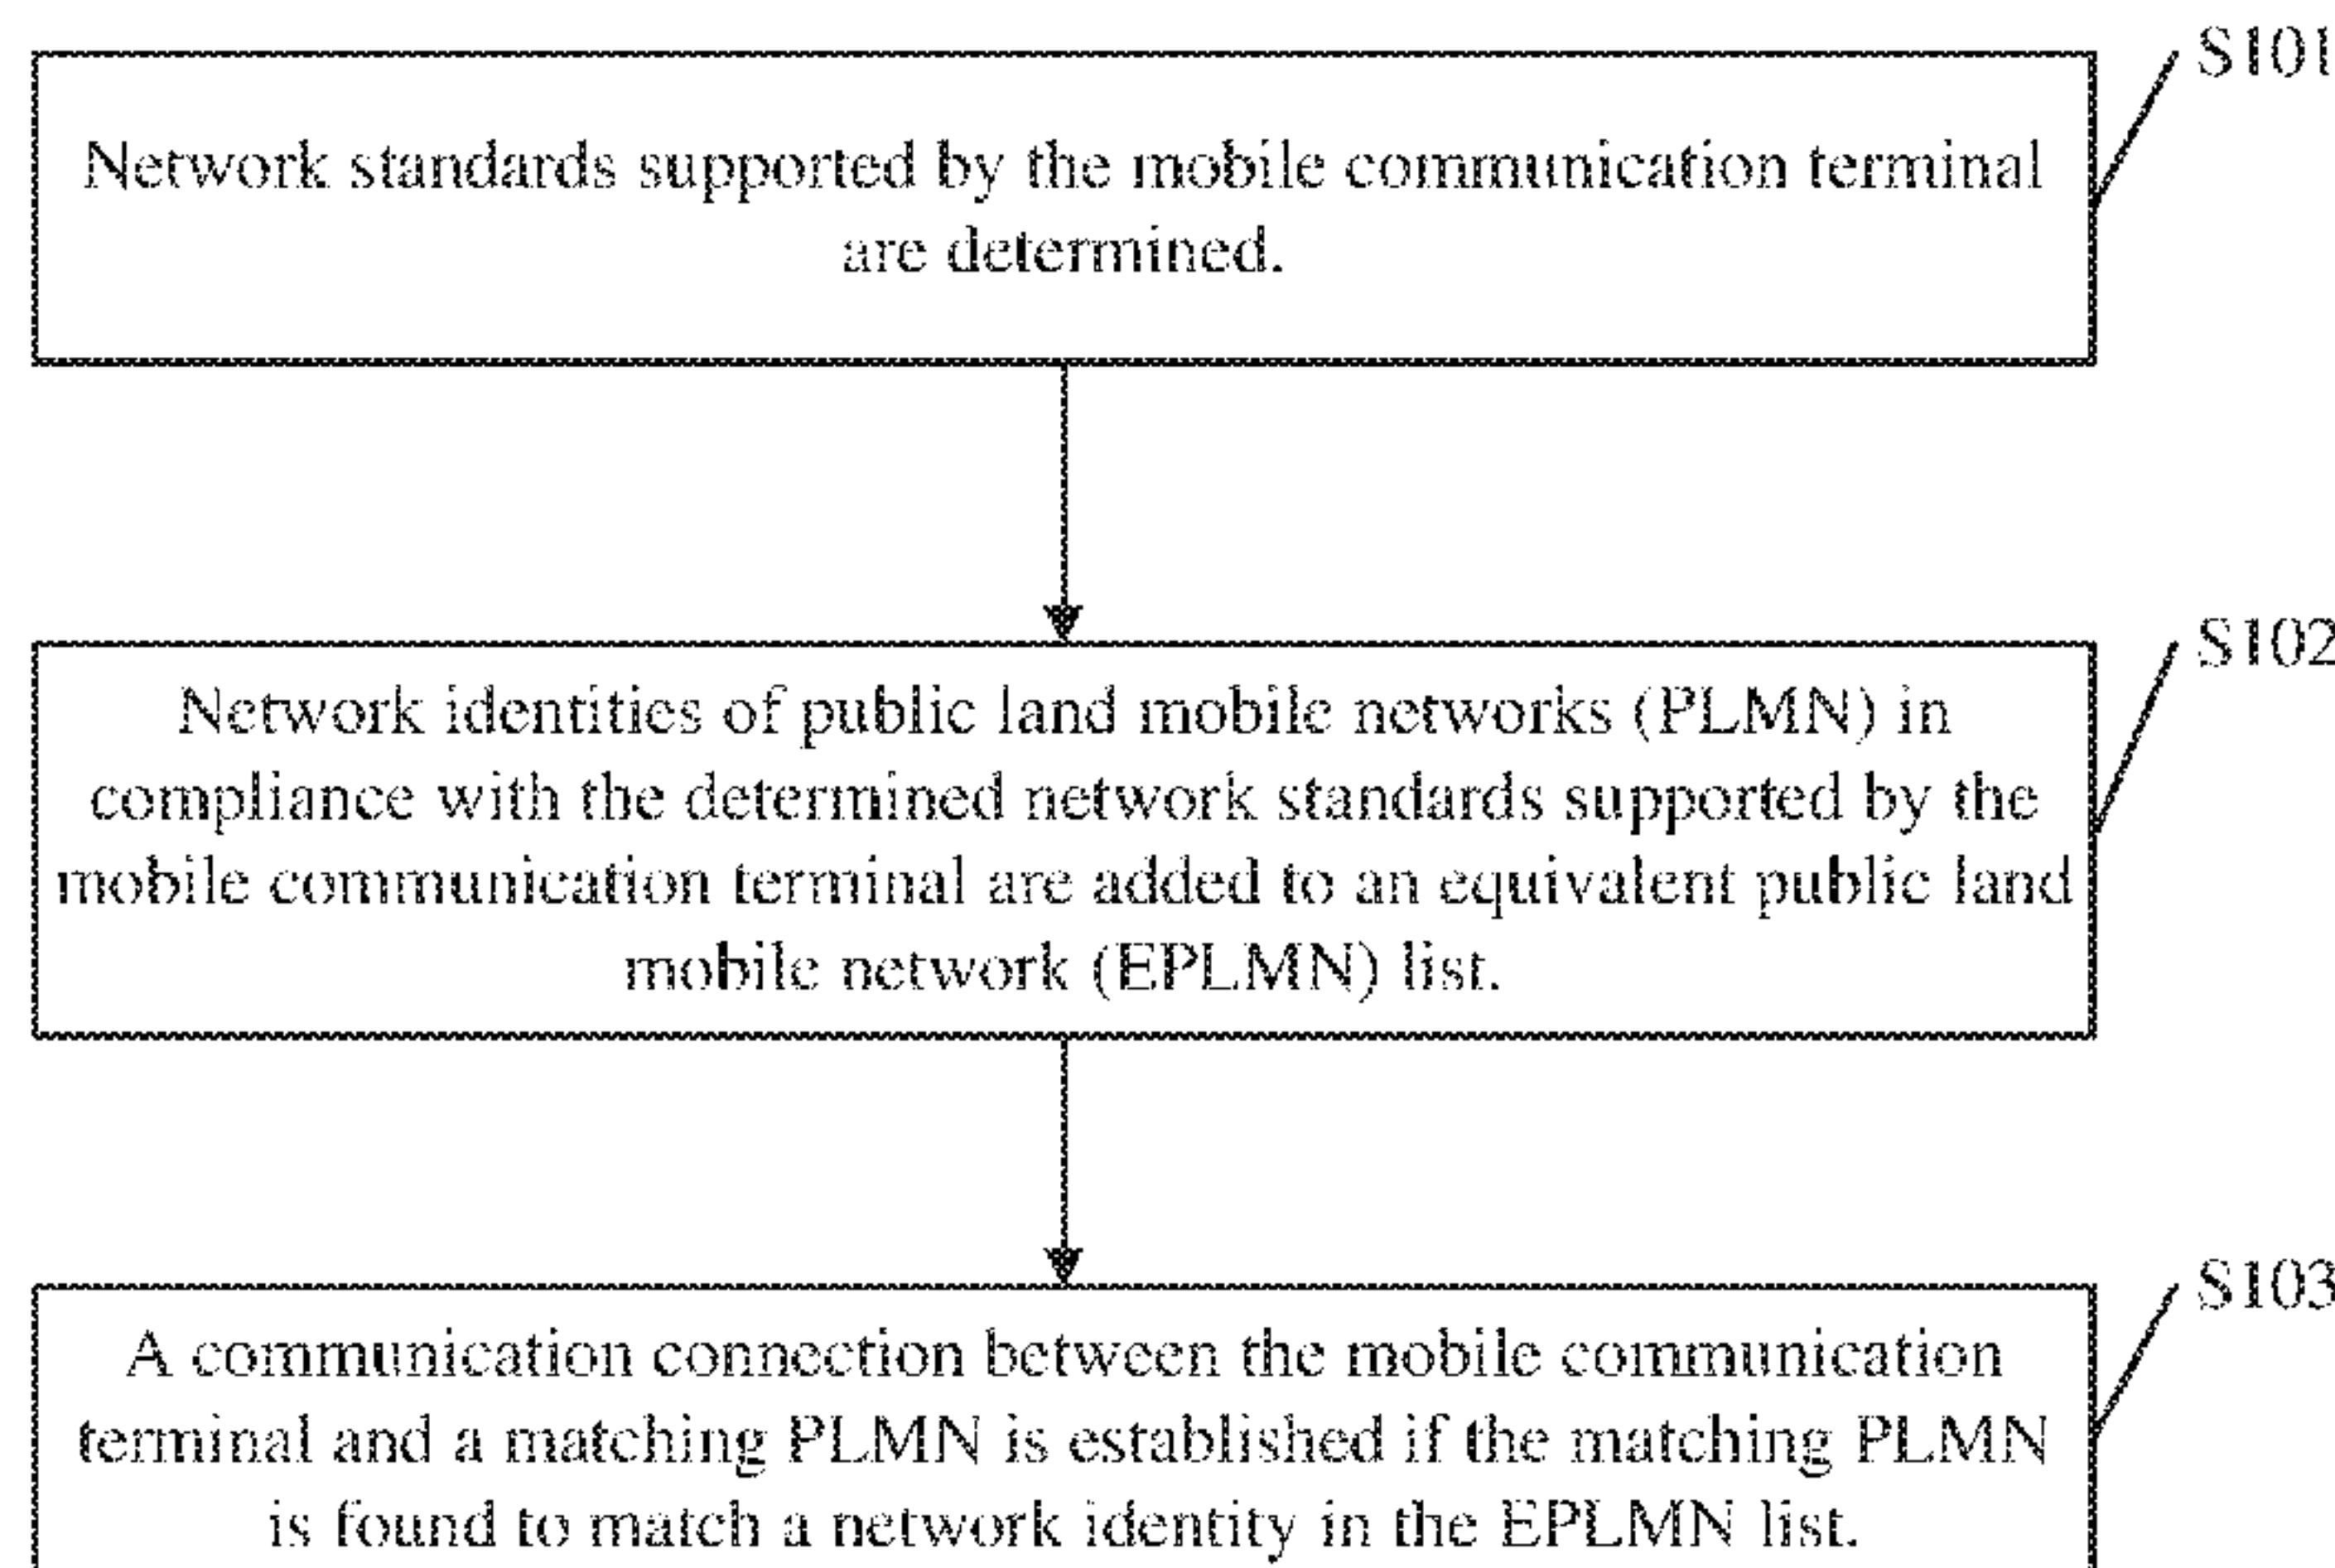 S101
Network standards supported by the mobile communication terminal
are determined.
S102
Network identities of public land mobile networks (PLMN) in
compliance with the determined network standards supported by the
mobile communication terminal are added to an equivalent public land
mobile network (EPLMN) list.
S103
A communication connection between the mobile communication
terminal and a matching PLMN is established if the matching PLMN
is found to match a network identity in the EPLMN list.